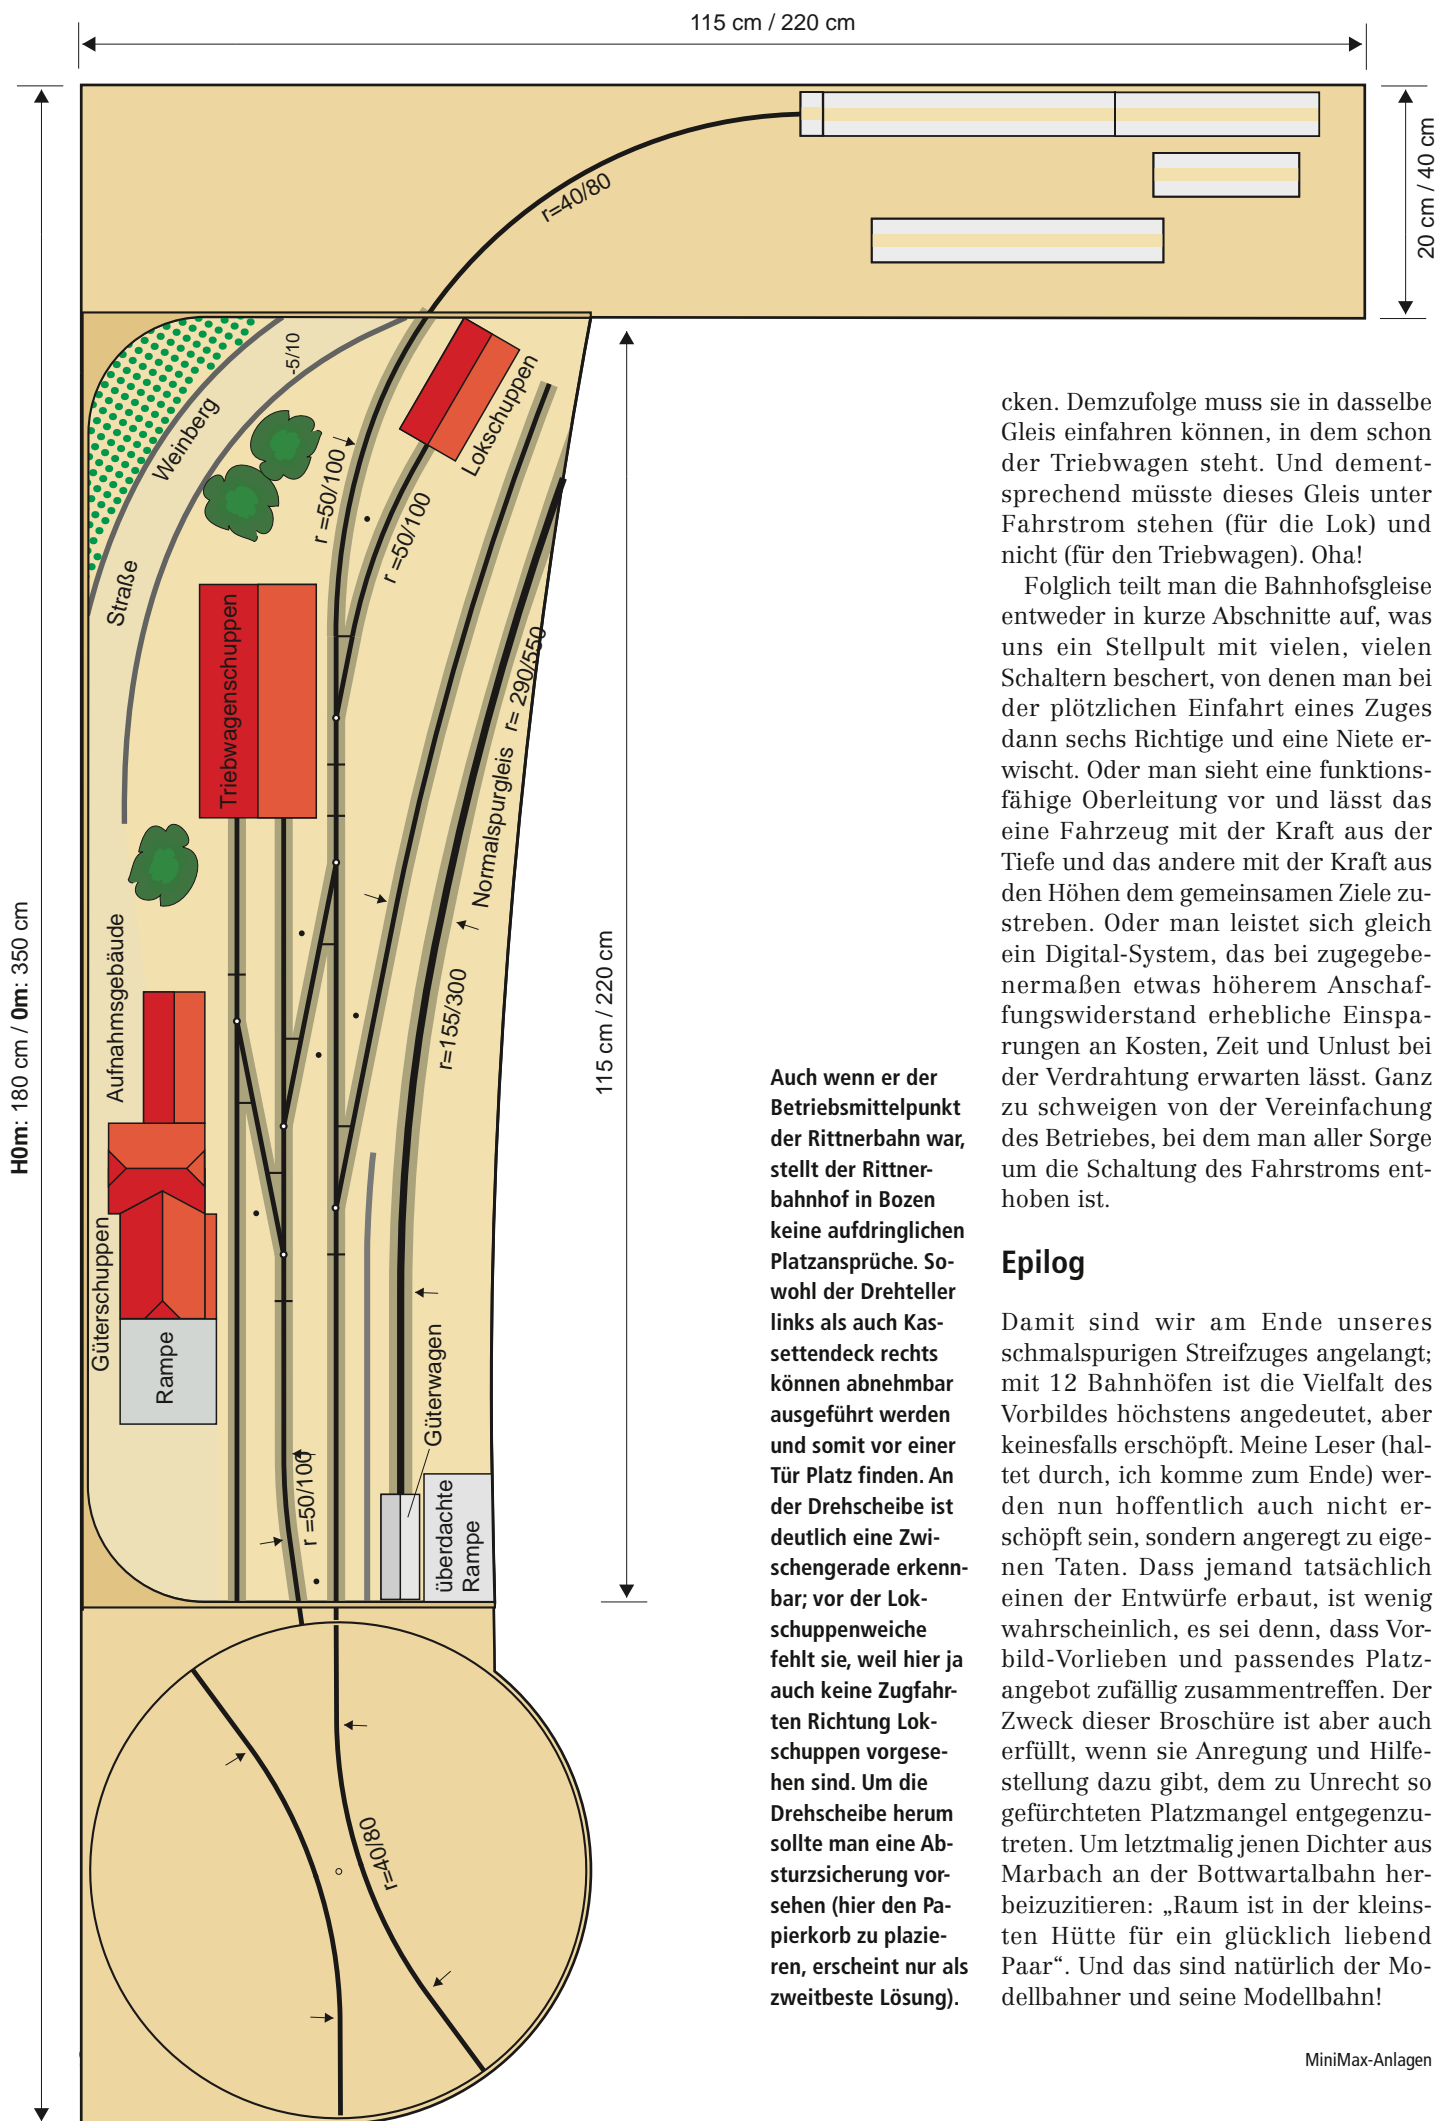 115 cm / 220 cm
20 cm / 40 cm
r=40/80
-5/10
Weinberg
Straße
Lokschuppen
r =50/100
r =50/100
Triebwagenschuppen
Normalspurgleis r= 290/550
Aufnahmsgebäude
r=155/300
115 cm / 220 cm
H0m: 180 cm / 0m: 350 cm
Güterschuppen
Rampe
Güterwagen
r =50/100
überdachte
Rampe
r=40/80
Auch wenn er der
Betriebsmittelpunkt
der Rittnerbahn war,
stellt der Rittner-
bahnhof in Bozen
keine aufdringlichen
Platzansprüche. So-
wohl der Drehteller
links als auch Kas-
settendeck rechts
können abnehmbar
ausgeführt werden
und somit vor einer
Tür Platz finden. An
der Drehscheibe ist
deutlich eine Zwi-
schengerade erkenn-
bar; vor der Lok-
schuppenweiche
fehlt sie, weil hier ja
auch keine Zugfahr-
ten Richtung Lok-
schuppen vorgese-
hen sind. Um die
Drehscheibe herum
sollte man eine Ab-
sturzsicherung vor-
sehen (hier den Pa-
pierkorb zu plazie-
ren, erscheint nur als
zweitbeste Lösung).
cken. Demzufolge muss sie in dasselbe
Gleis einfahren können, in dem schon
der Triebwagen steht. Und dement-
sprechend müsste dieses Gleis unter
Fahrstrom stehen (für die Lok) und
nicht (für den Triebwagen). Oha!
Folglich teilt man die Bahnhofsgleise
entweder in kurze Abschnitte auf, was
uns ein Stellpult mit vielen, vielen
Schaltern beschert, von denen man bei
der plötzlichen Einfahrt eines Zuges
dann sechs Richtige und eine Niete er-
wischt. Oder man sieht eine funktions-
fähige Oberleitung vor und lässt das
eine Fahrzeug mit der Kraft aus der
Tiefe und das andere mit der Kraft aus
den Höhen dem gemeinsamen Ziele zu-
streben. Oder man leistet sich gleich
ein Digital-System, das bei zugegebe-
nermaßen etwas höherem Anschaf-
fungswiderstand erhebliche Einspa-
rungen an Kosten, Zeit und Unlust bei
der Verdrahtung erwarten lässt. Ganz
zu schweigen von der Vereinfachung
des Betriebes, bei dem man aller Sorge
um die Schaltung des Fahrstroms ent-
hoben ist.
Epilog
Damit sind wir am Ende unseres
schmalspurigen Streifzuges angelangt;
mit 12 Bahnhöfen ist die Vielfalt des
Vorbildes höchstens angedeutet, aber
keinesfalls erschöpft. Meine Leser (hal-
tet durch, ich komme zum Ende) wer-
den nun hoffentlich auch nicht er-
schöpft sein, sondern angeregt zu eige-
nen Taten. Dass jemand tatsächlich
einen der Entwürfe erbaut, ist wenig
wahrscheinlich, es sei denn, dass Vor-
bild-Vorlieben und passendes Platz-
angebot zufällig zusammentreffen. Der
Zweck dieser Broschüre ist aber auch
erfüllt, wenn sie Anregung und Hilfe-
stellung dazu gibt, dem zu Unrecht so
gefürchteten Platzmangel entgegenzu-
treten. Um letztmalig jenen Dichter aus
Marbach an der Bottwartalbahn her-
beizuzitieren: „Raum ist in der kleins-
ten Hütte für ein glücklich liebend
Paar“. Und das sind natürlich der Mo-
dellbahner und seine Modellbahn!
MiniMax-Anlagen